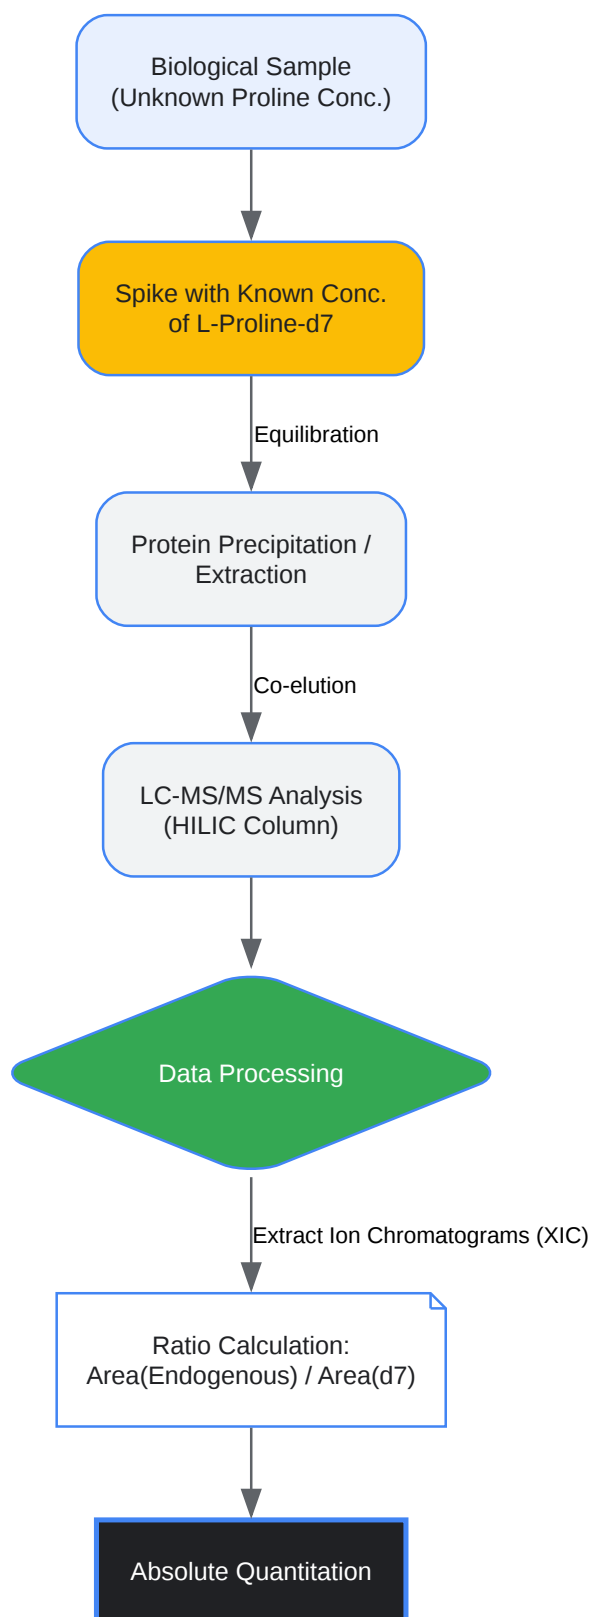 Biological Sample
(Unknown Proline Conc.)
Spike with Known Conc.
of L-Proline-d7
Equilibration
Protein Precipitation /
Extraction
Co-elution
LC-MS/MS Analysis
(HILIC Column)
Data Processing
Extract Ion Chromatograms (XIC)
Ratio Calculation:
Area(Endogenous) / Area(d7)
Absolute Quantitation